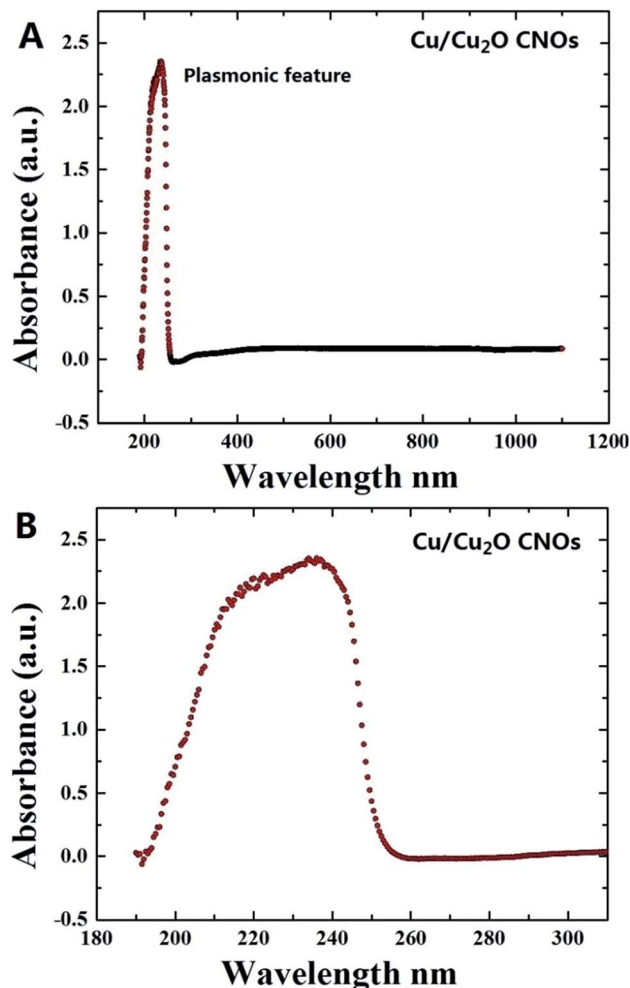 A
Cu/Cu₂O CNOs
Plasmonic feature
2.5
2.0
1.5
1.0
0.5
0.0
-0.5
Absorbance (a.u.)
200 400 600 800 1000 1200
Wavelength nm
B
Cu/Cu₂O CNOs
2.5
2.0
1.5
1.0
0.5
0.0
-0.5
Absorbance (a.u.)
180 200 220 240 260 280 300
Wavelength nm